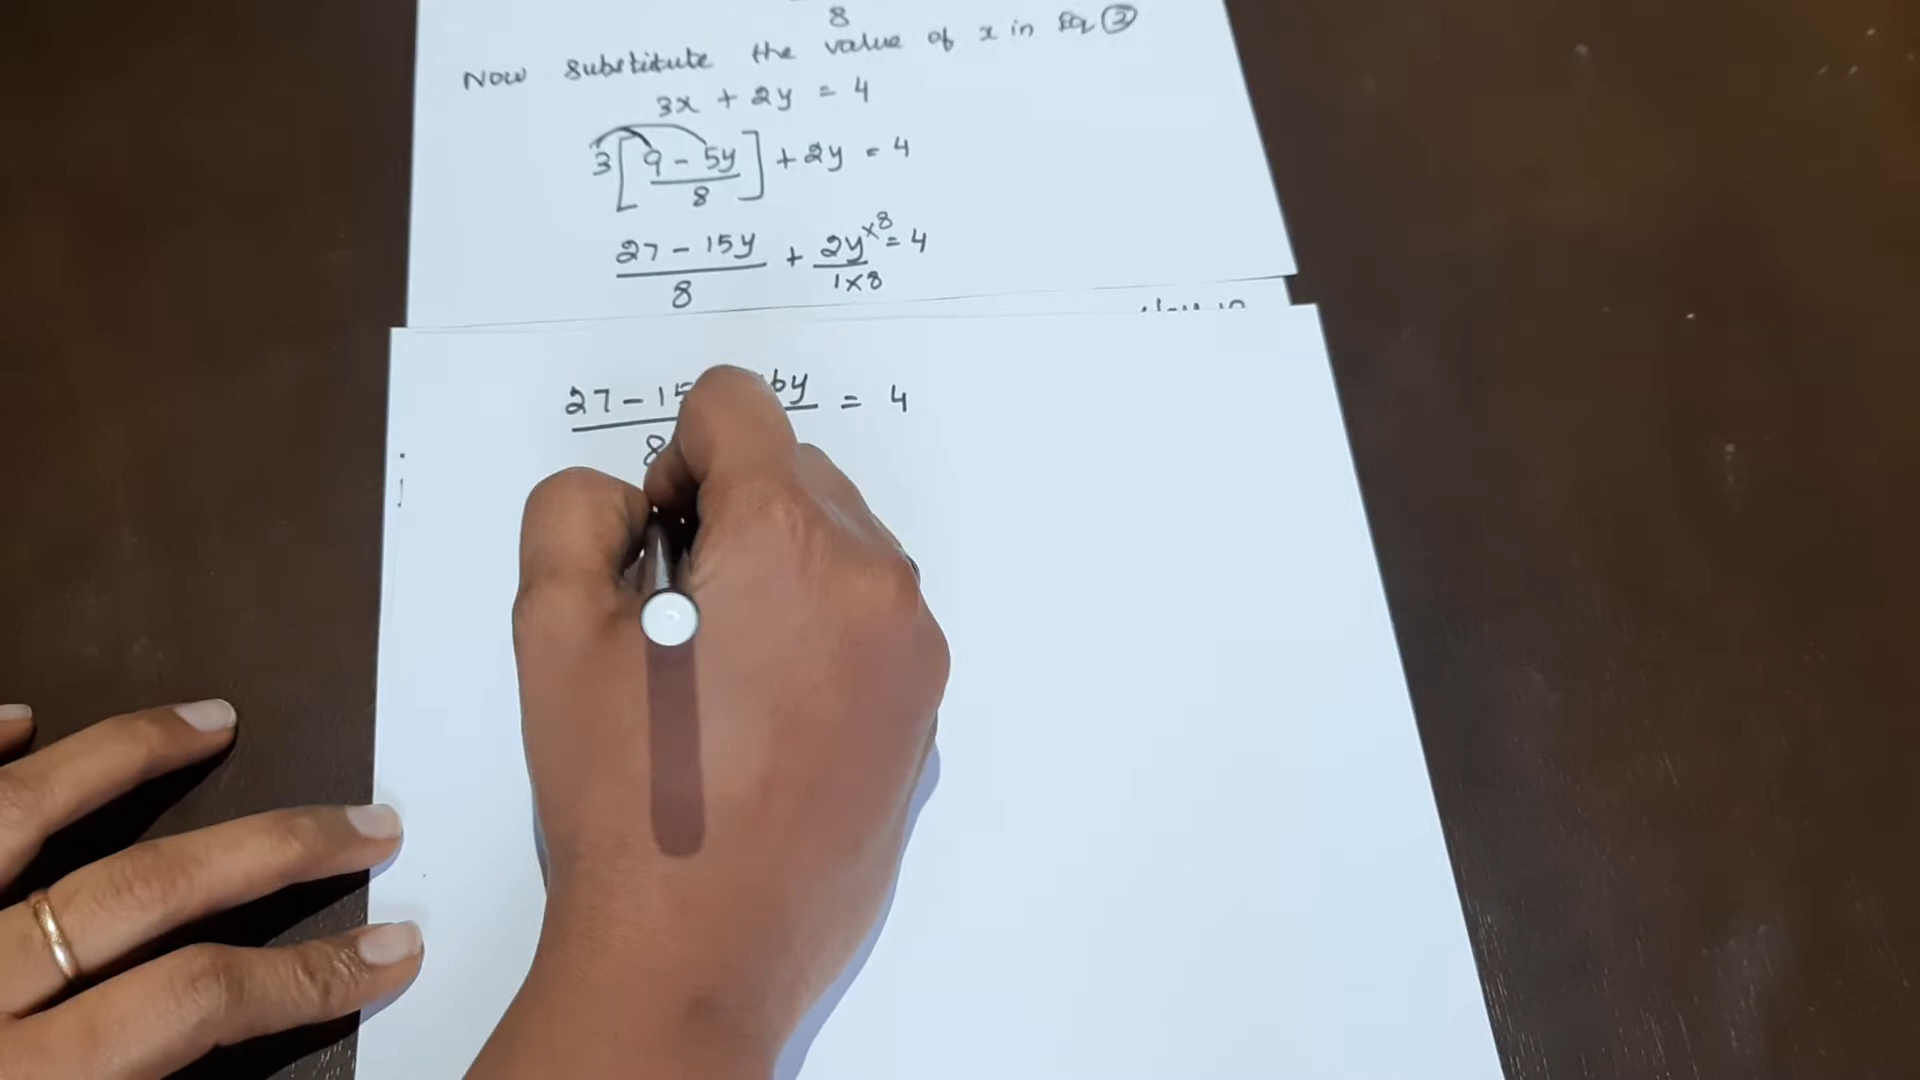 8
Now substitute the value of x in Eq ②
3x + 2y = 4
3[9 - 5y / 8] + 2y = 4
27 - 15y / 8 + 2y × 8 / 1 × 8 = 4
27 - 15 6y / 8 = 4